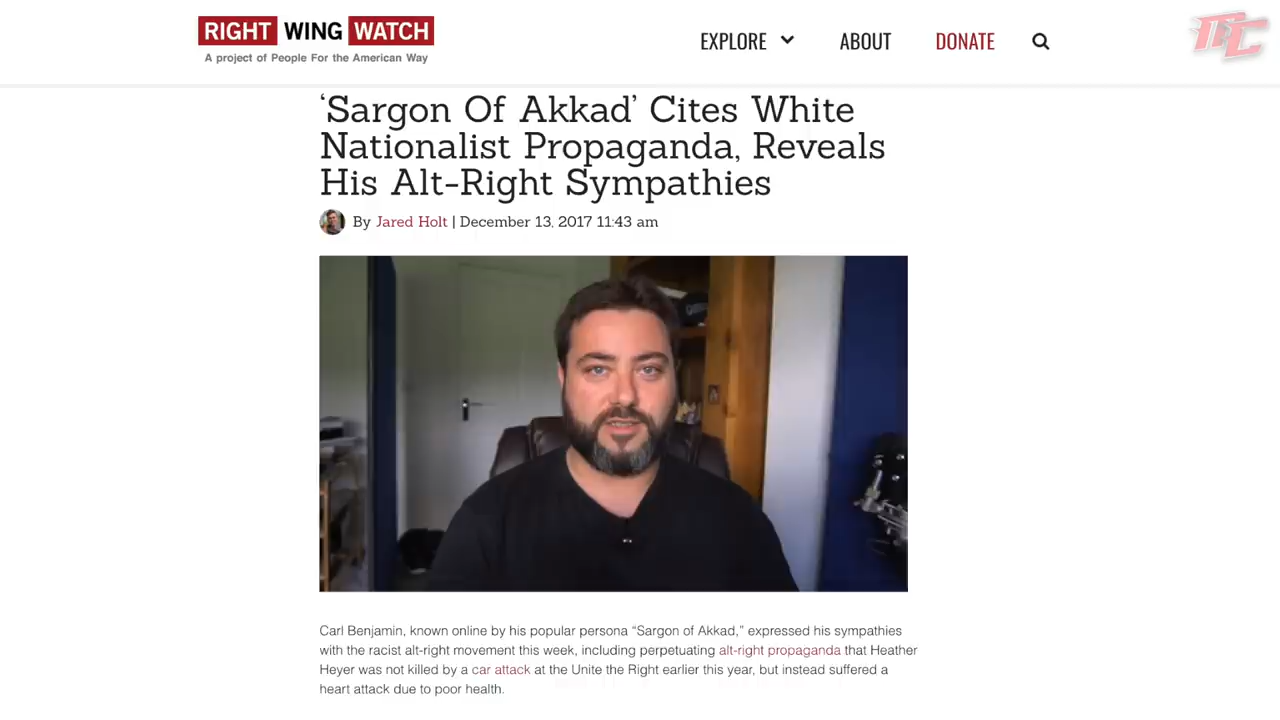 RIGHT WING WATCH
A project of People For the American Way
EXPLORE ABOUT DONATE
‘Sargon Of Akkad’ Cites White
Nationalist Propaganda, Reveals
His Alt-Right Sympathies
By Jared Holt | December 13, 2017 11:43 am
Carl Benjamin, known online by his popular persona “Sargon of Akkad,” expressed his sympathies
with the racist alt-right movement this week, including perpetuating alt-right propaganda that Heather
Heyer was not killed by a car attack at the Unite the Right earlier this year, but instead suffered a
heart attack due to poor health.